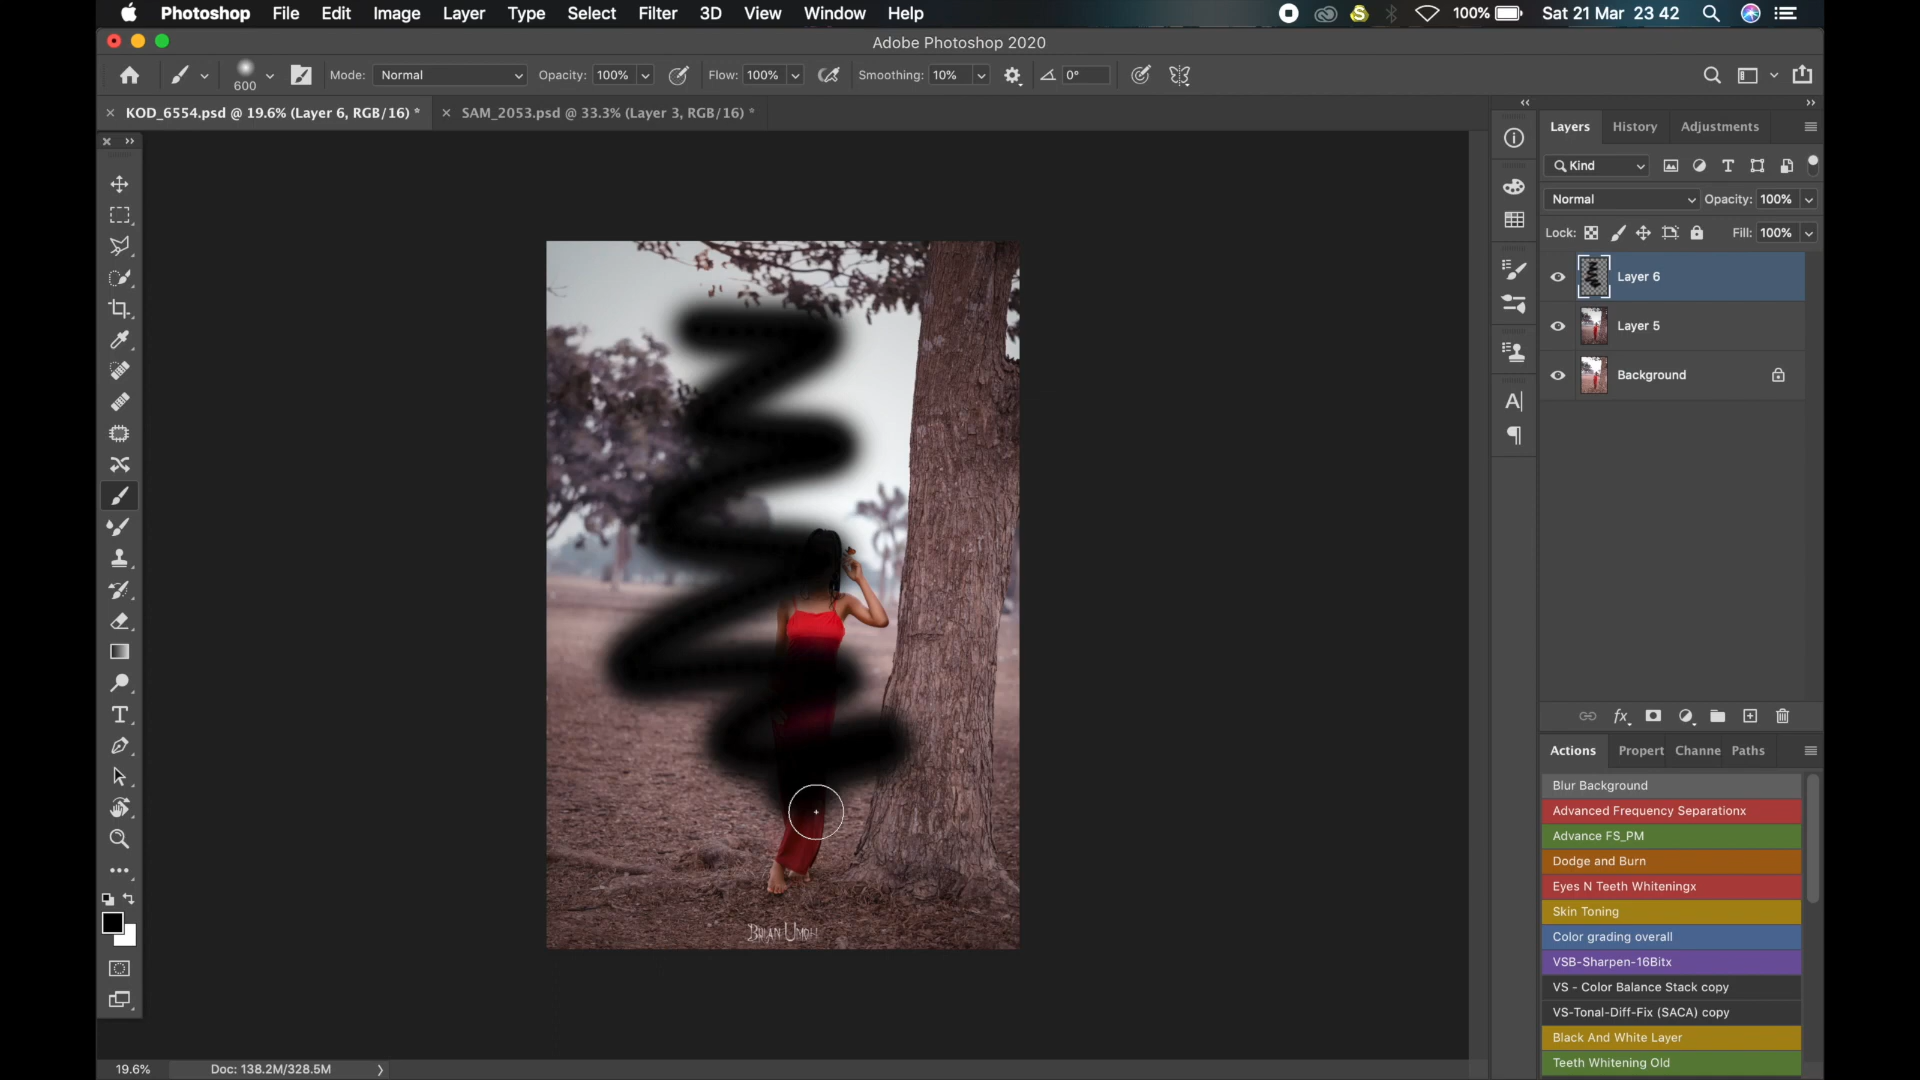 Photoshop File Edit Image Layer Type Select Filter 3D View Window Help 100% Sat 21 Mar 23 42
Adobe Photoshop 2020
600 Mode: Normal Opacity: 100% Flow: 100% Smoothing: 10% 0°
KOD_6554.psd @ 19.6% (Layer 6, RGB/16) * SAM_2053.psd @ 33.3% (Layer 3, RGB/16) *
Layers History Adjustments
Kind
Normal Opacity: 100%
Lock: Fill: 100%
Layer 6
Layer 5
Background
Actions Propert Channe Paths
Blur Background
Advanced Frequency Separationx
Advance FS_PM
Dodge and Burn
Eyes N Teeth Whiteningx
Skin Toning
Color grading overall
VSB-Sharpen-16Bitx
VS - Color Balance Stack copy
VS-Tonal-Diff-Fix (SACA) copy
Black And White Layer
Teeth Whitening Old
Brian Umoh
19.6% Doc: 138.2M/328.5M